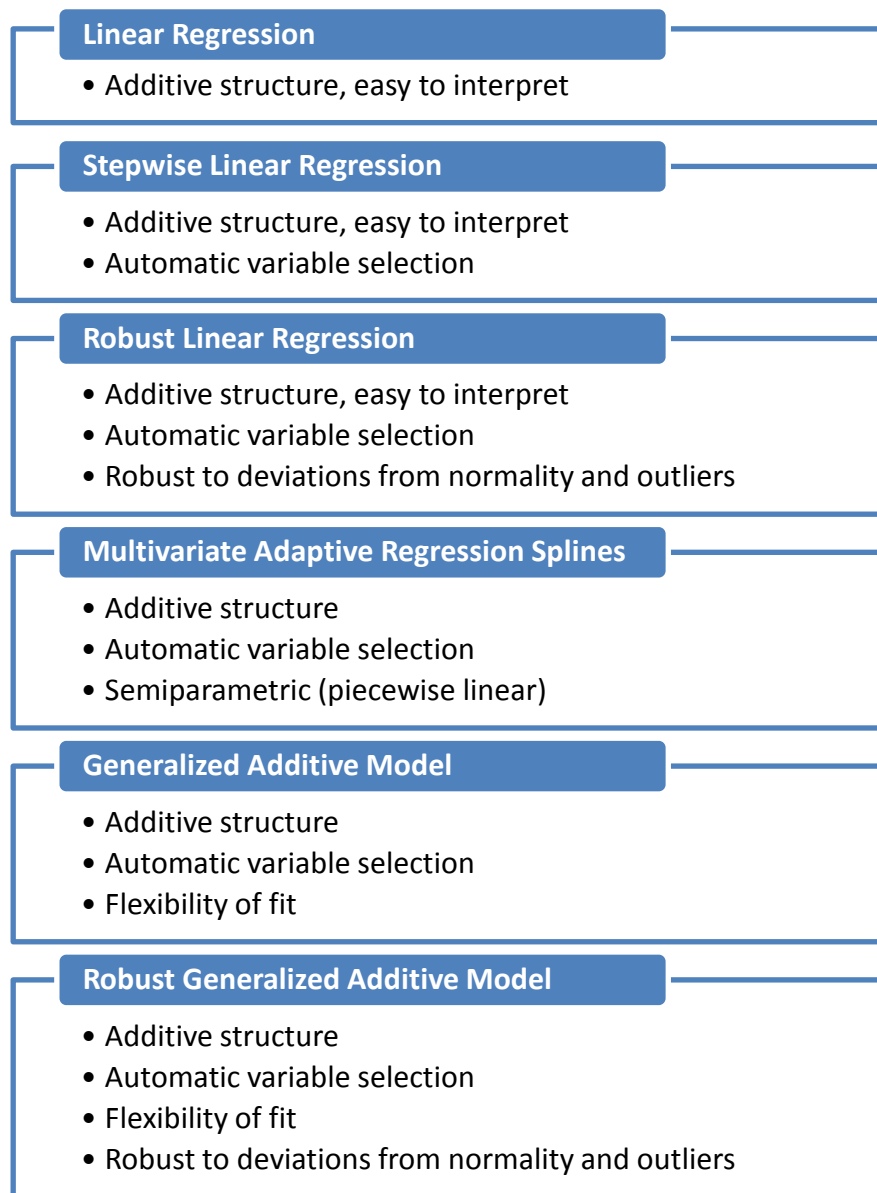 Linear Regression
• Additive structure, easy to interpret
Stepwise Linear Regression
• Additive structure, easy to interpret
• Automatic variable selection
Robust Linear Regression
• Additive structure, easy to interpret
• Automatic variable selection
• Robust to deviations from normality and outliers
Multivariate Adaptive Regression Splines
• Additive structure
• Automatic variable selection
• Semiparametric (piecewise linear)
Generalized Additive Model
• Additive structure
• Automatic variable selection
• Flexibility of fit
Robust Generalized Additive Model
• Additive structure
• Automatic variable selection
• Flexibility of fit
• Robust to deviations from normality and outliers